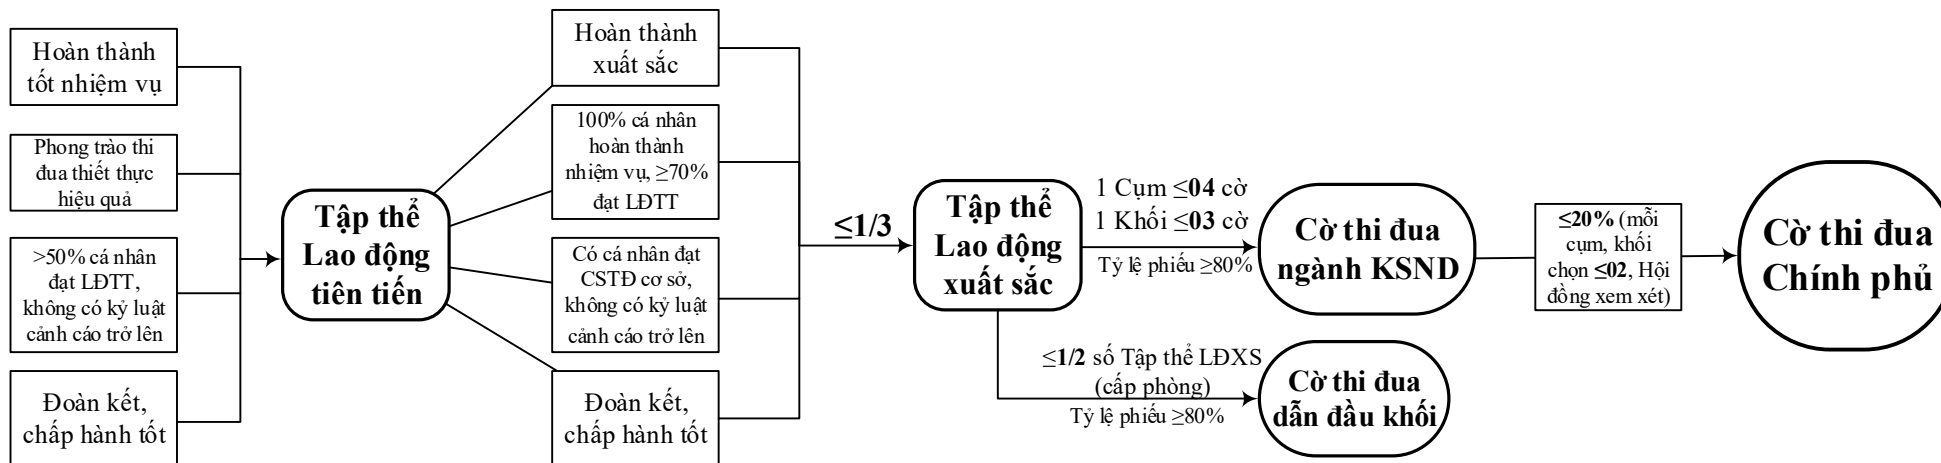 Hoàn thành
tốt nhiệm vụ
Phong trào thi
đua thiết thực
hiệu quả
>50% cá nhân
đạt LĐTT,
không có kỷ luật
cảnh cáo trở lên
Đoàn kết,
chấp hành tốt
Tập thể
Lao động
tiên tiến
Hoàn thành
xuất sắc
100% cá nhân
hoàn thành
nhiệm vụ, ≥70%
đạt LĐTT
Có cá nhân đạt
CSTĐ cơ sở,
không có kỷ luật
cảnh cáo trở lên
Đoàn kết,
chấp hành tốt
≤1/3
Tập thể
Lao động
xuất sắc
1 Cụm ≤04 cờ
1 Khối ≤03 cờ
Tỷ lệ phiếu ≥80%
Cờ thi đua
ngành KSND
≤20% (mỗi
cụm, khối
chọn ≤02, Hội
đồng xem xét)
Cờ thi đua
Chính phủ
≤1/2 số Tập thể LĐXS
(cấp phòng)
Tỷ lệ phiếu ≥80%
Cờ thi đua
dẫn đầu khối